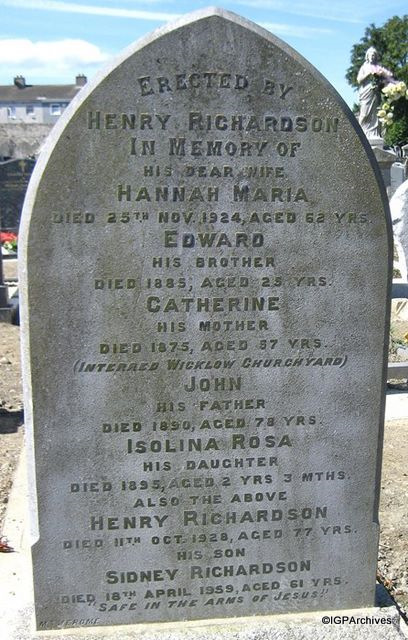 ERECTED BY
HENRY RICHARDSON
IN MEMORY OF
HIS DEAR WIFE
HANNAH MARIA
DIED 25TH NOV. 1924, AGED 62 YRS.
EDWARD
HIS BROTHER
DIED 1885, AGED 25 YRS.
CATHERINE
HIS MOTHER
DIED 1875, AGED 57 YRS.
(INTERRED WICKLOW CHURCHYARD)
JOHN
HIS FATHER
DIED 1890, AGED 78 YRS.
ISOLINA ROSA
HIS DAUGHTER
DIED 1895, AGED 2 YRS 3 MTHS.
ALSO THE ABOVE
HENRY RICHARDSON
DIED 11TH OCT. 1928, AGED 77 YRS.
HIS SON
SIDNEY RICHARDSON
DIED 18TH APRIL 1959, AGED 61 YRS.
"SAFE IN THE ARMS OF JESUS."
©IGPArchives